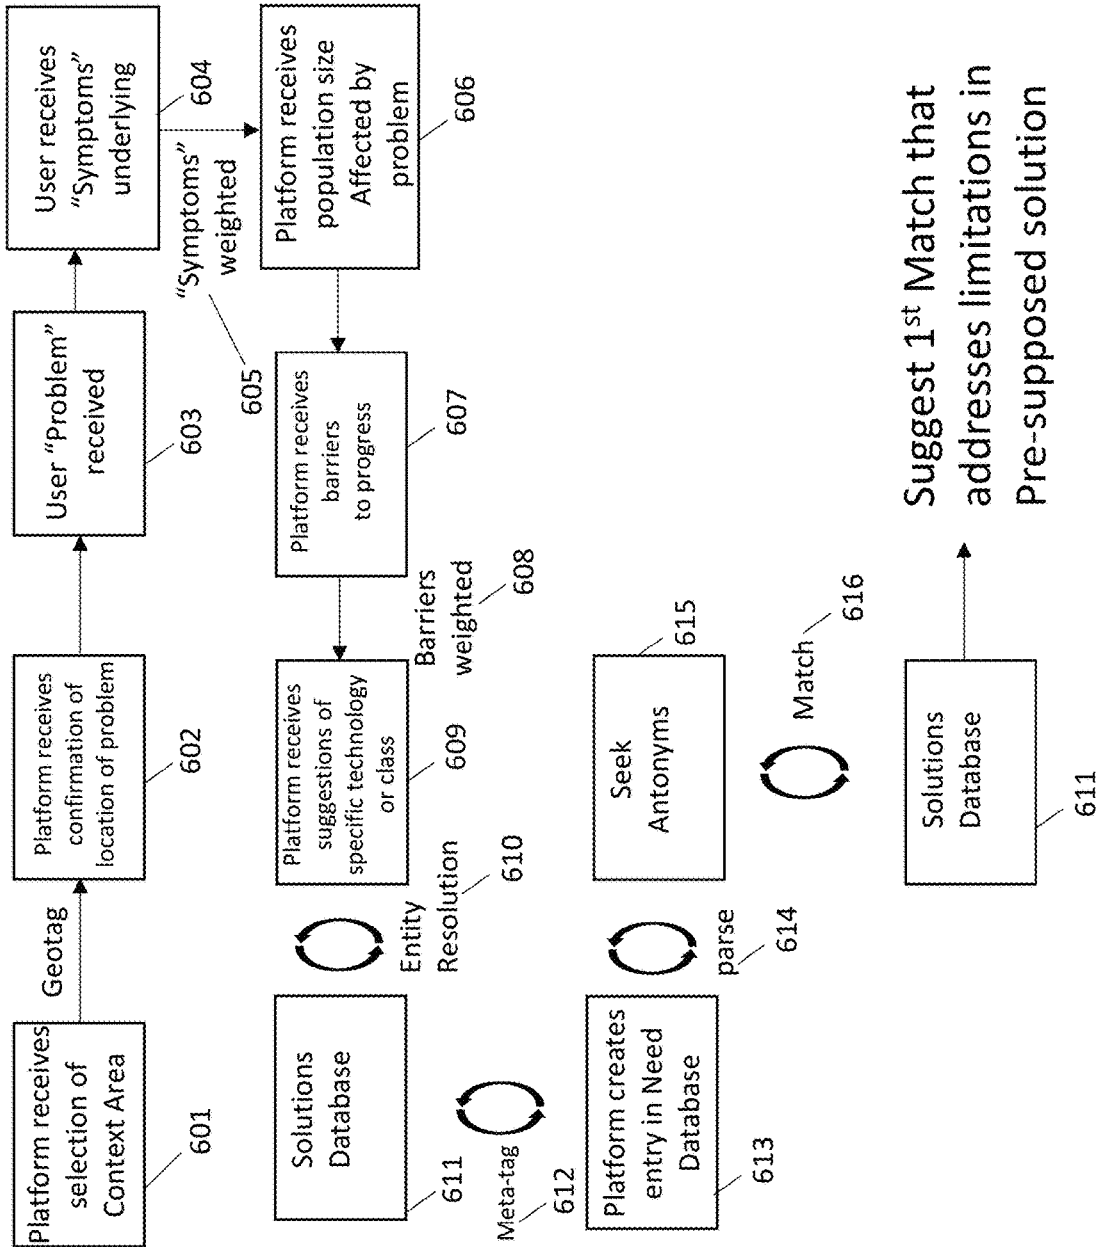 Platform receives
selection of
Context Area
601
Geotag
Platform receives
confirmation of
location of problem
602
User “Problem”
received
603
User receives
“Symptoms”
underlying
604
“Symptoms”
weighted
605
Platform receives
population size
Affected by
problem
606
Platform receives
barriers
to progress
607
Barriers
weighted
608
Platform receives
suggestions of
specific technology
or class
609
Entity
Resolution
610
Solutions
Database
611
Meta-tag
612
Platform creates
entry in Need
Database
613
parse
614
Seek
Antonyms
615
Match
616
Solutions
Database
611
Suggest 1st Match that
addresses limitations in
Pre-supposed solution